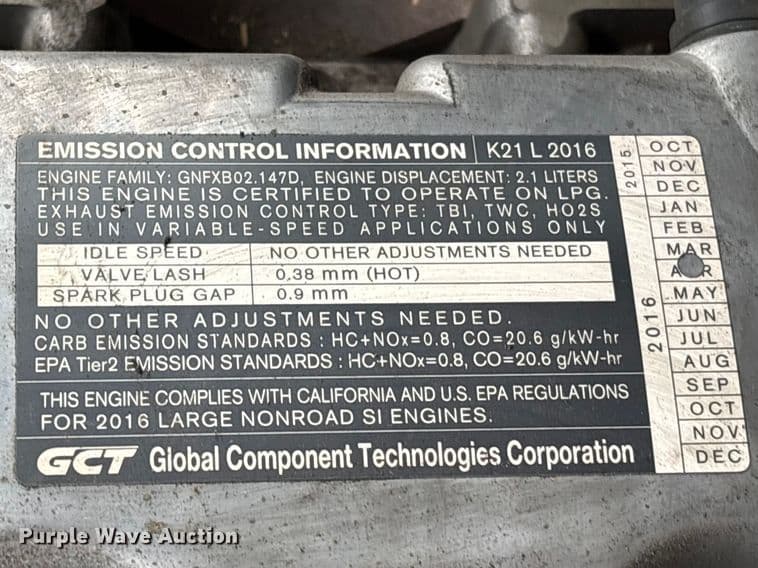 EMISSION CONTROL INFORMATION K21 L 2016
ENGINE FAMILY: GNFXB02.147D, ENGINE DISPLACEMENT: 2.1 LITERS
THIS ENGINE IS CERTIFIED TO OPERATE ON LPG.
EXHAUST EMISSION CONTROL TYPE: TBI, TWC, HO2S
USE IN VARIABLE-SPEED APPLICATIONS ONLY
IDLE SPEED NO OTHER ADJUSTMENTS NEEDED
VALVE LASH 0.38 mm (HOT)
SPARK PLUG GAP 0.9 mm
NO OTHER ADJUSTMENTS NEEDED.
CARB EMISSION STANDARDS : HC+NOx=0.8, CO=20.6 g/kW-hr
EPA Tier2 EMISSION STANDARDS : HC+NOx=0.8, CO=20.6 g/kW-hr
THIS ENGINE COMPLIES WITH CALIFORNIA AND U.S. EPA REGULATIONS
FOR 2016 LARGE NONROAD SI ENGINES.
GCT Global Component Technologies Corporation
2015
OCT
NOV
DEC
2016
JAN
FEB
MAR
APR
MAY
JUN
JUL
AUG
SEP
OCT
NOV
DEC
Purple Wave Auction